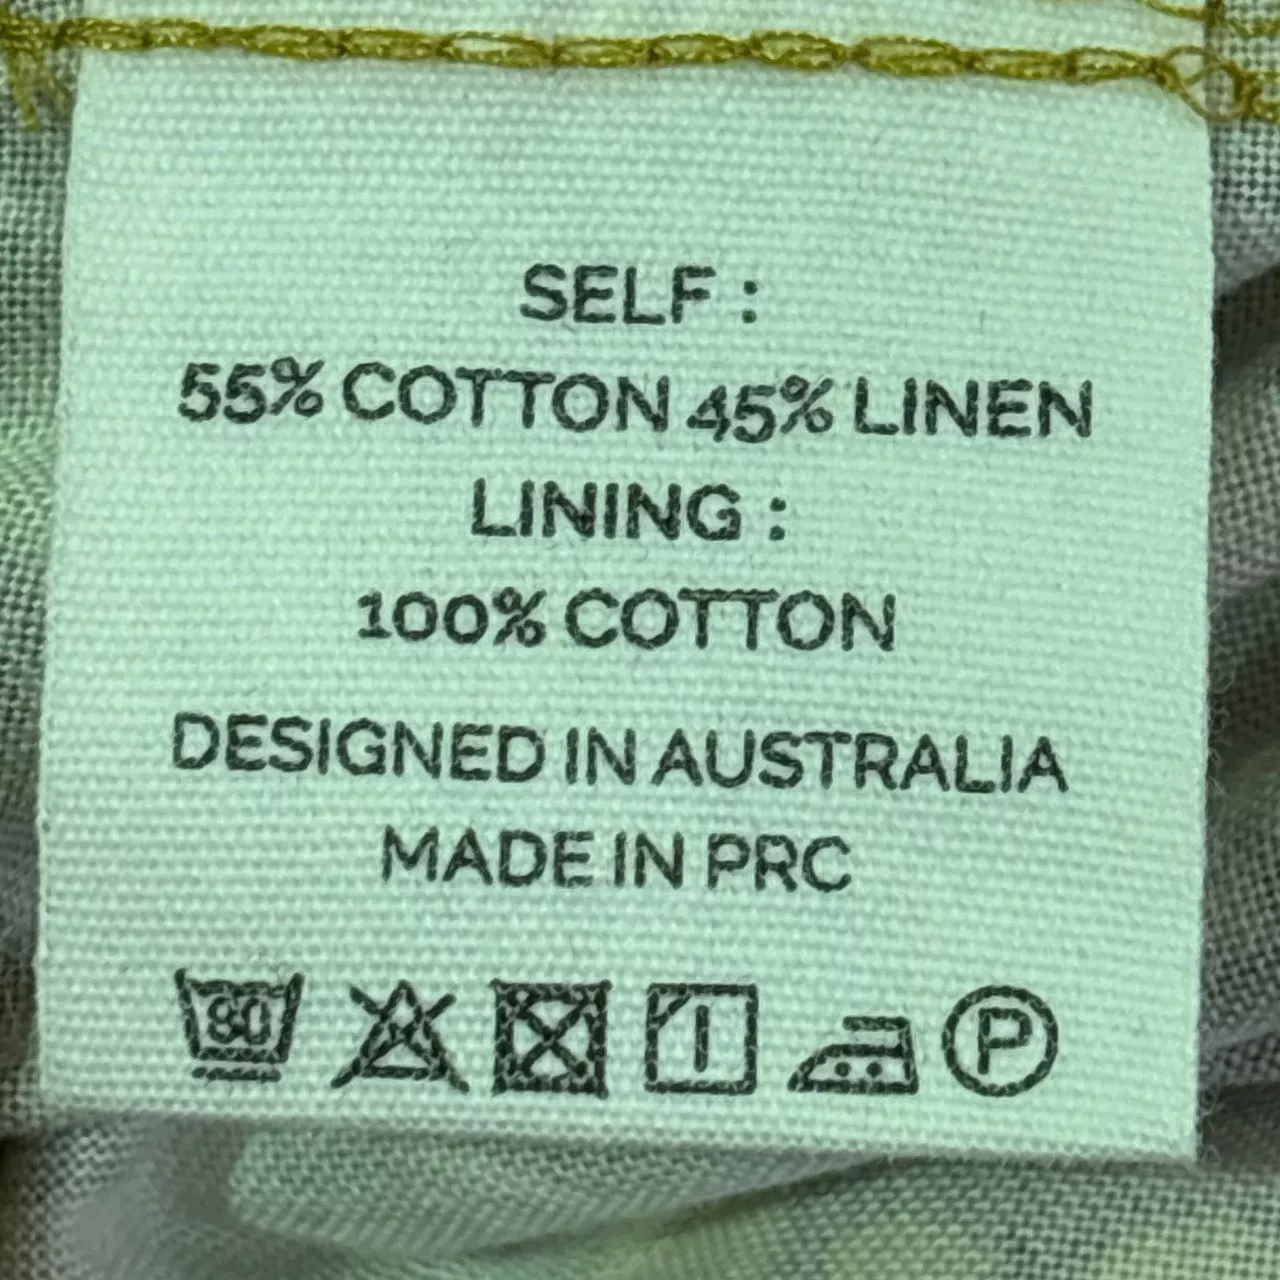 SELF :
55% COTTON 45% LINEN
LINING :
100% COTTON
DESIGNED IN AUSTRALIA
MADE IN PRC
P